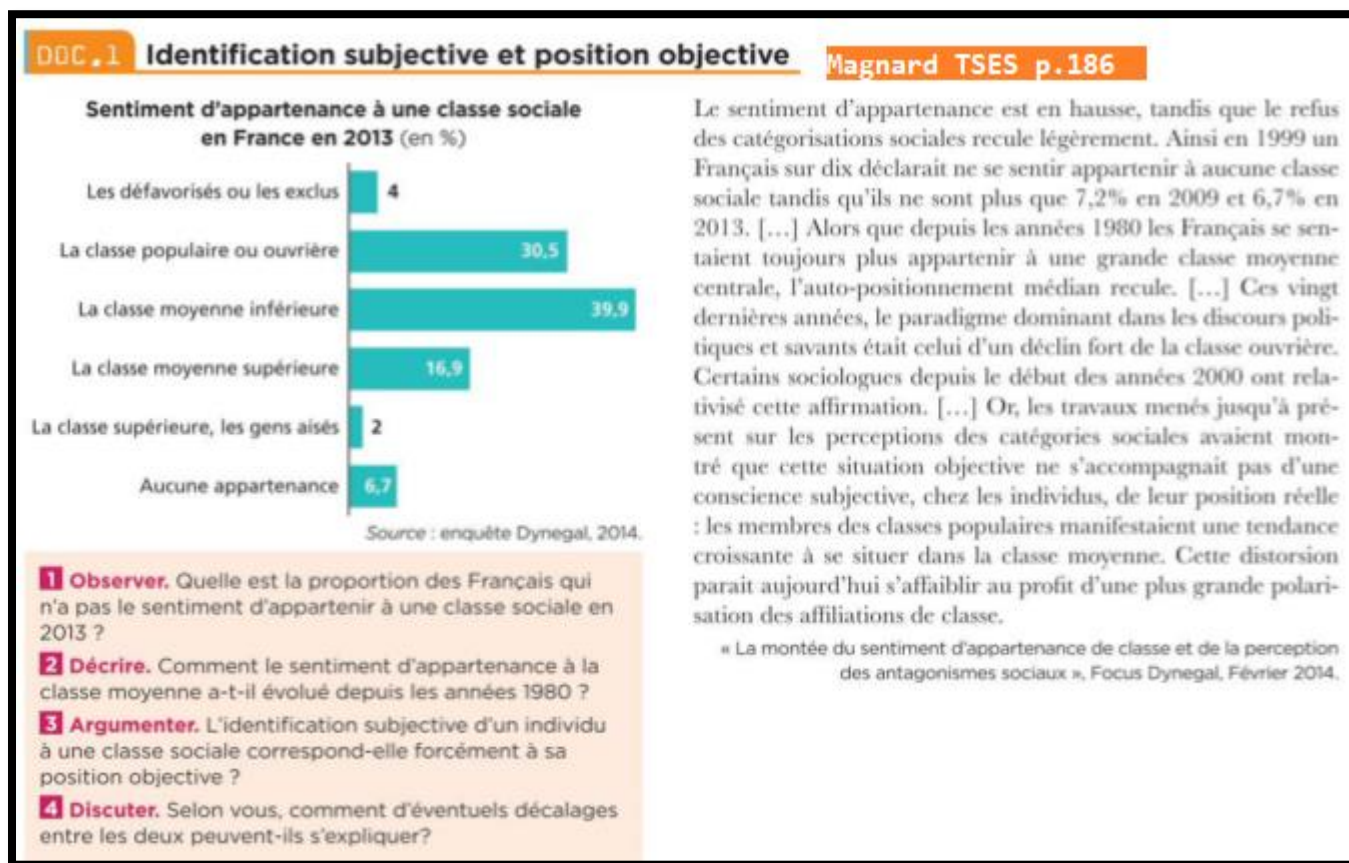 DOC.1 Identification subjective et position objective
Magnard TSES p.186
Sentiment d'appartenance à une classe sociale
en France en 2013 (en %)
Les défavorisés ou les exclus 4
La classe populaire ou ouvrière 30,5
La classe moyenne inférieure 39,9
La classe moyenne supérieure 16,9
La classe supérieure, les gens aisés 2
Aucune appartenance 6,7
Source : enquête Dynegal, 2014.
1 Observer. Quelle est la proportion des Français qui
n'a pas le sentiment d'appartenir à une classe sociale en
2013 ?
2 Décrire. Comment le sentiment d'appartenance à la
classe moyenne a-t-il évolué depuis les années 1980 ?
3 Argumenter. L'identification subjective d'un individu
à une classe sociale correspond-elle forcément à sa
position objective ?
4 Discuter. Selon vous, comment d'éventuels décalages
entre les deux peuvent-ils s'expliquer?
Le sentiment d'appartenance est en hausse, tandis que le refus
des catégorisations sociales recule légèrement. Ainsi en 1999 un
Français sur dix déclarait ne se sentir appartenir à aucune classe
sociale tandis qu'ils ne sont plus que 7,2% en 2009 et 6,7% en
2013. […] Alors que depuis les années 1980 les Français se sen-
taient toujours plus appartenir à une grande classe moyenne
centrale, l'auto-positionnement médian recule. […] Ces vingt
dernières années, le paradigme dominant dans les discours poli-
tiques et savants était celui d'un déclin fort de la classe ouvrière.
Certains sociologues depuis le début des années 2000 ont rela-
tivisé cette affirmation. […] Or, les travaux menés jusqu'à pré-
sent sur les perceptions des catégories sociales avaient mon-
tré que cette situation objective ne s'accompagnait pas d'une
conscience subjective, chez les individus, de leur position réelle
: les membres des classes populaires manifestaient une tendance
croissante à se situer dans la classe moyenne. Cette distorsion
parait aujourd'hui s'affaiblir au profit d'une plus grande polari-
sation des affiliations de classe.
« La montée du sentiment d'appartenance de classe et de la perception
des antagonismes sociaux », Focus Dynegal, Février 2014.